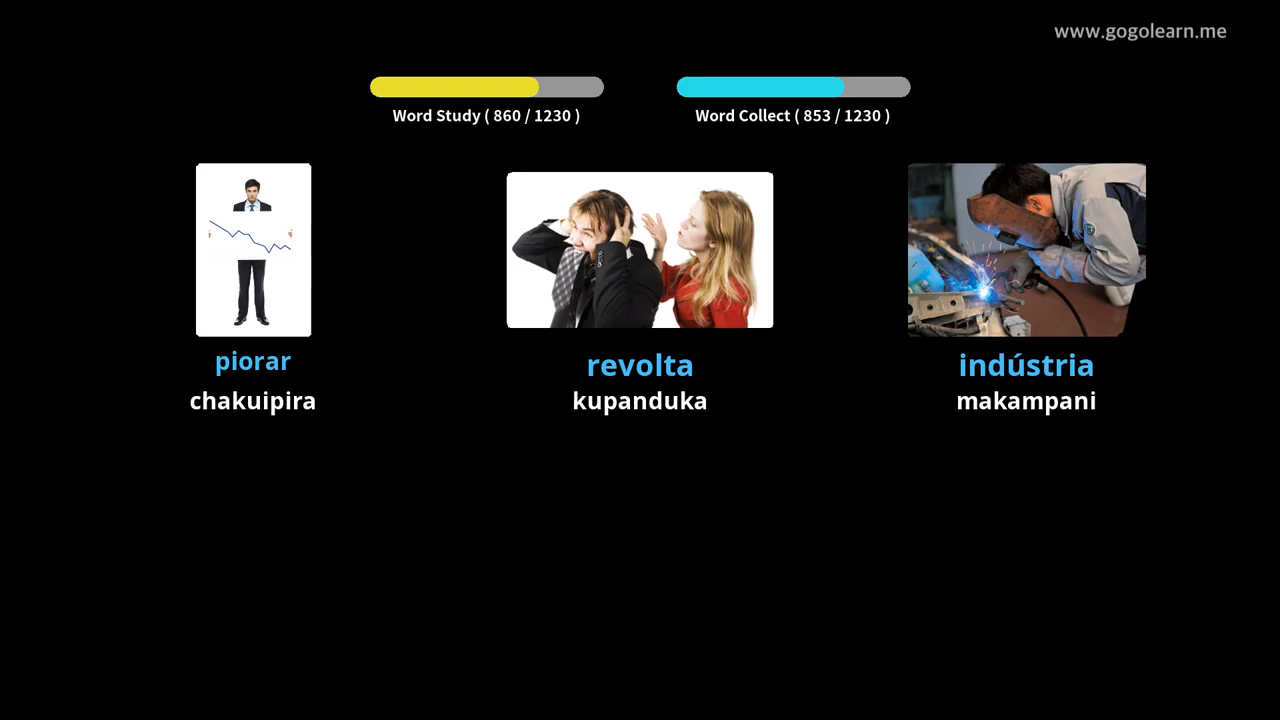 www.gogolearn.me
Word Study ( 860 / 1230 )
Word Collect ( 853 / 1230 )
piorar
chakuipira
revolta
kupanduka
indústria
makampani